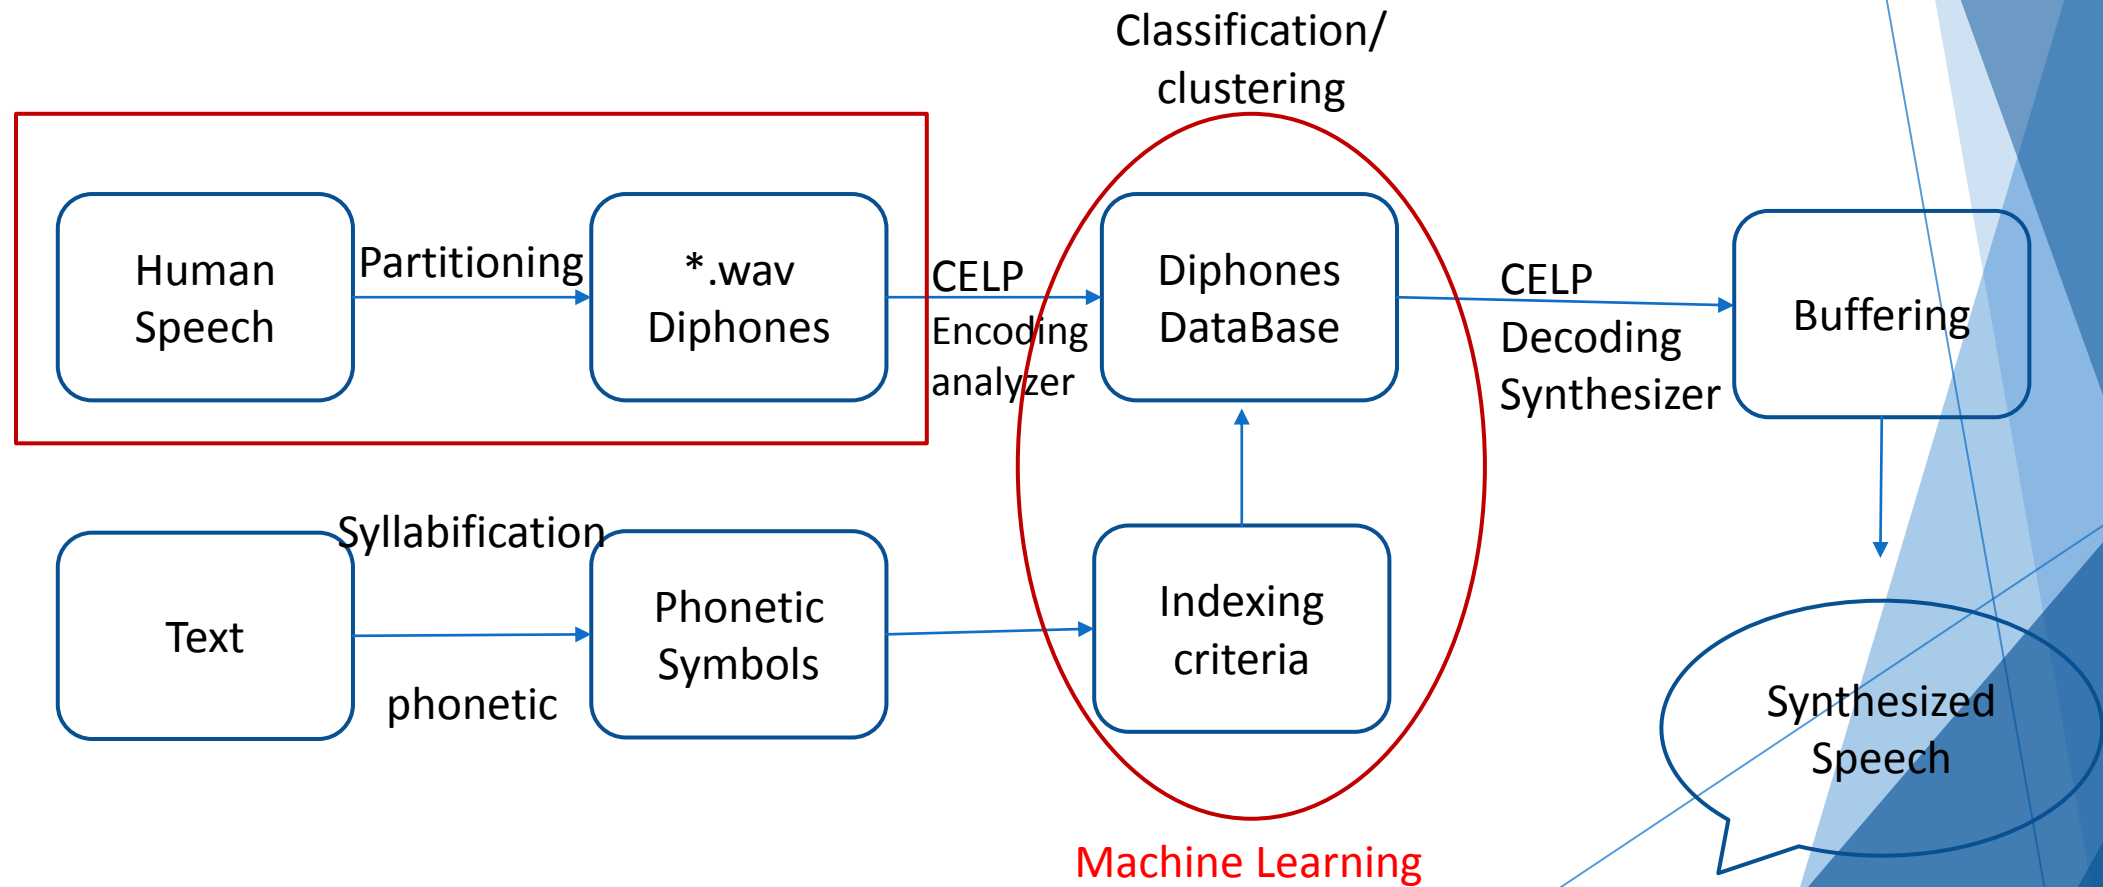 Classification/
clustering
Human
Speech
Partitioning
*.wav
Diphones
CELP
Encoding
analyzer
Diphones
DataBase
CELP
Decoding
Synthesizer
Buffering
Text
Syllabification
phonetic
Phonetic
Symbols
Indexing
criteria
Synthesized
Speech
Machine Learning